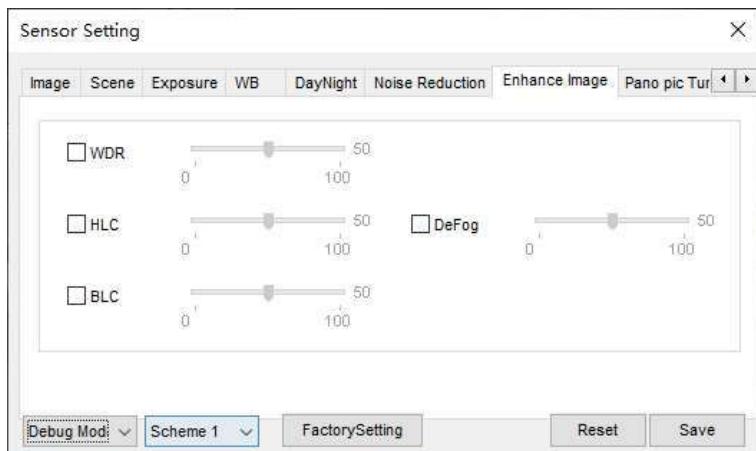 Sensor Setting
Image Scene Exposure WB DayNight Noise Reduction Enhance Image Pano pic Tur
WDR 50
0 100
HLC 50 DeFog 50
0 100 0 100
BLC 50
0 100
Debug Mod Scheme 1 FactorySetting Reset Save